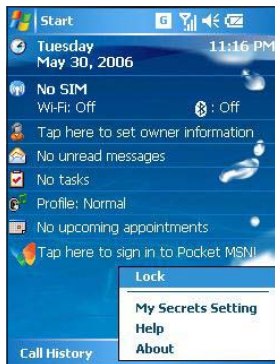 Start
G
Tuesday
11:16 PM
May 30, 2006
No SIM
Wi-Fi: Off
: Off
Tap here to set owner information
No unread messages
No tasks
Profile: Normal
No upcoming appointments
Tap here to sign in to Pocket MSN!
Lock
My Secrets Setting
Help
About
Call History